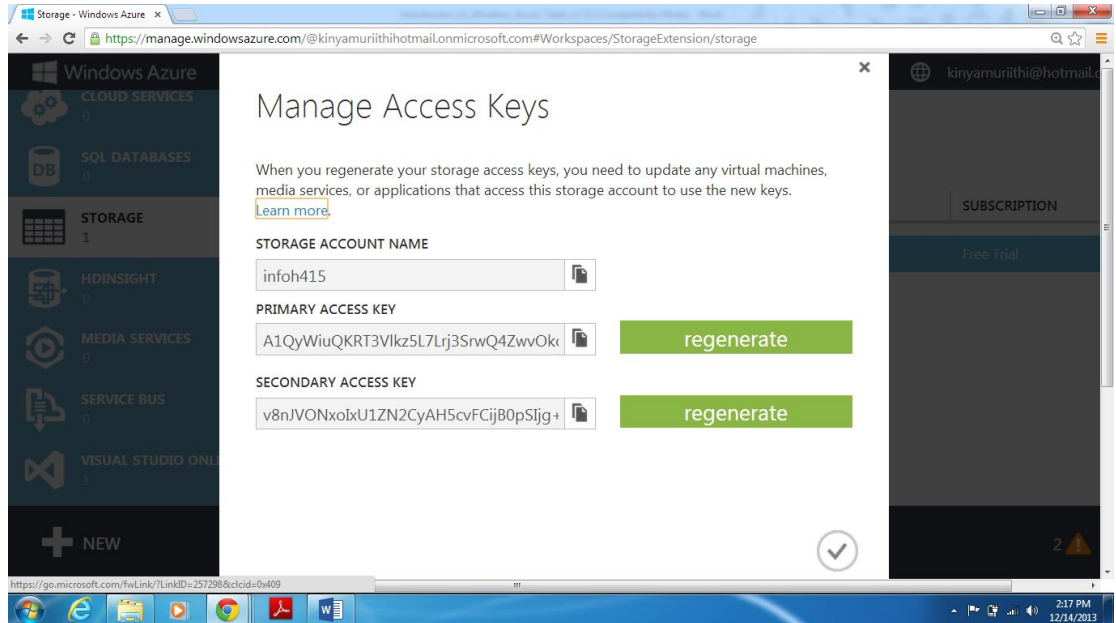 Storage - Windows Azure
https://manage.windowsazure.com/@kinyamuriithihotmail.onmicrosoft.com#Workspaces/StorageExtension/storage
Windows Azure
kinyamuriithi@hotmail.c
CLOUD SERVICES
0
SQL DATABASES
0
DB
STORAGE
1
HDINSIGHT
0
MEDIA SERVICES
0
SERVICE BUS
0
VISUAL STUDIO ONLI
1
NEW
Manage Access Keys
When you regenerate your storage access keys, you need to update any virtual machines,
media services, or applications that access this storage account to use the new keys.
Learn more.
STORAGE ACCOUNT NAME
infoh415
PRIMARY ACCESS KEY
A1QyWiuQKRT3Vlkz5L7Lrj3SrwQ4ZwvOk
regenerate
SECONDARY ACCESS KEY
v8nJVONxoIxU1ZN2CyAH5cvFCijB0pSIjg+
regenerate
SUBSCRIPTION
Free Trial
2
https://go.microsoft.com/fwLink/?LinkID=257298&clcid=0x409
2:17 PM
12/14/2013